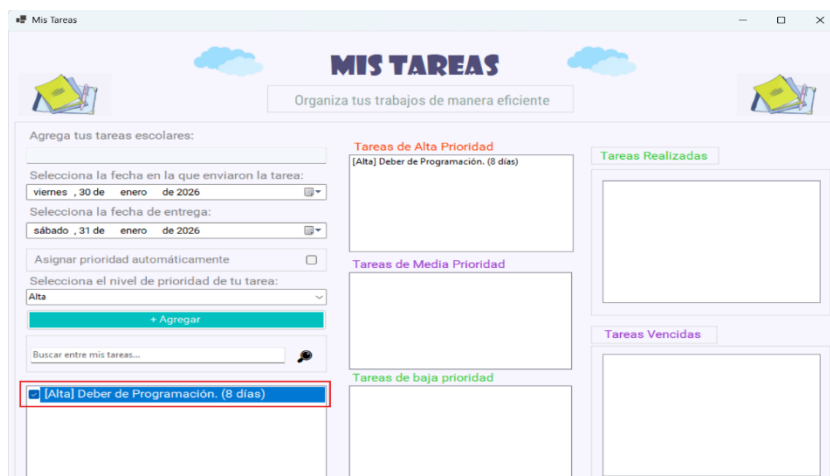 Mis Tareas
MIS TAREAS
Organiza tus trabajos de manera eficiente
Agrega tus tareas escolares:
Selecciona la fecha en la que enviaron la tarea:
viernes , 30 de enero de 2026
Selecciona la fecha de entrega:
sábado , 31 de enero de 2026
Asignar prioridad automáticamente
Selecciona el nivel de prioridad de tu tarea:
Alta
+ Agregar
Buscar entre mis tareas...
[Alta] Deber de Programación. (8 días)
Tareas de Alta Prioridad
[Alta] Deber de Programación. (8 días)
Tareas de Media Prioridad
Tareas de baja prioridad
Tareas Realizadas
Tareas Vencidas